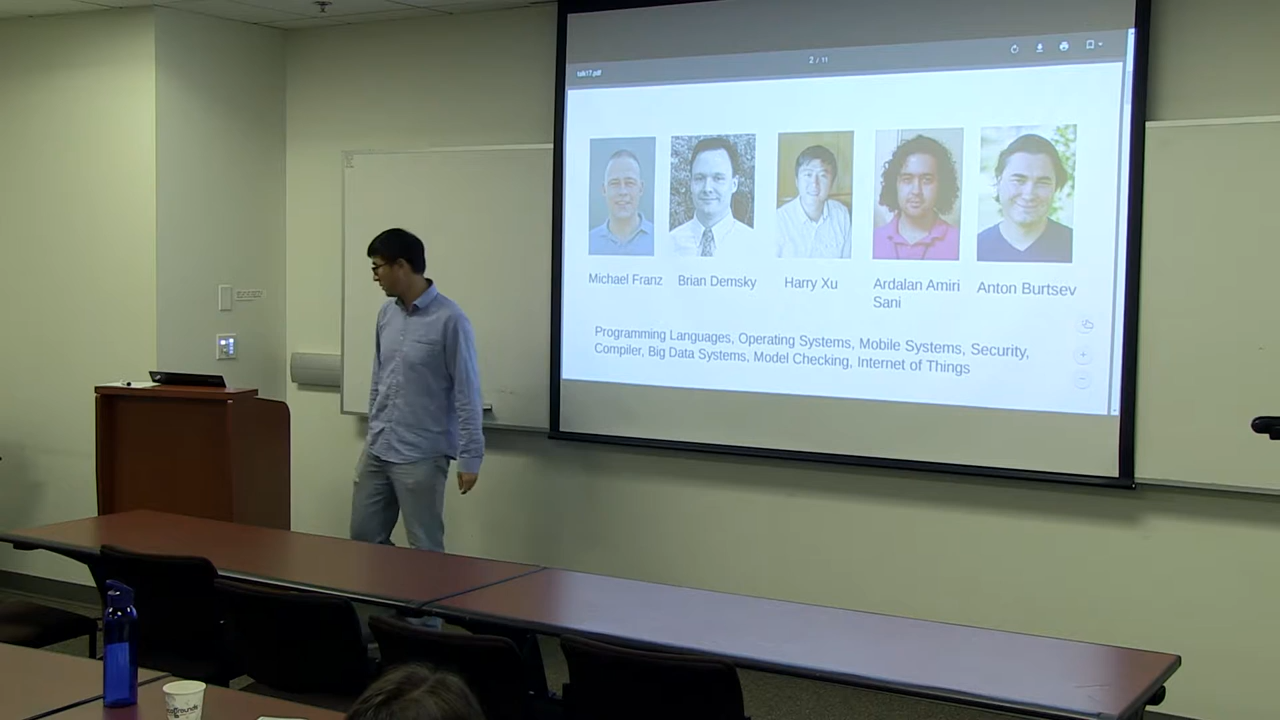 talk17.pdf
2 / 11
Michael Franz
Brian Demsky
Harry Xu
Ardalan Amiri
Sani
Anton Burtsev
Programming Languages, Operating Systems, Mobile Systems, Security,
Compiler, Big Data Systems, Model Checking, Internet of Things